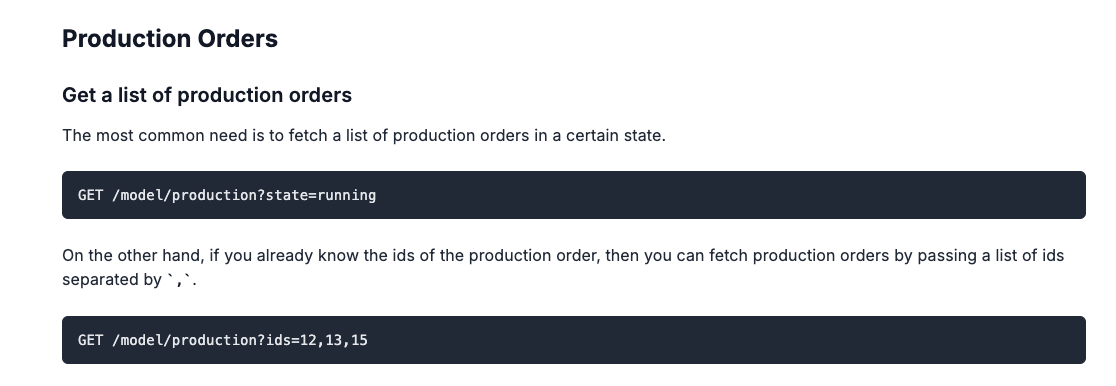 Production Orders
Get a list of production orders
The most common need is to fetch a list of production orders in a certain state.
GET /model/production?state=running
On the other hand, if you already know the ids of the production order, then you can fetch production orders by passing a list of ids
separated by `,`.
GET /model/production?ids=12,13,15